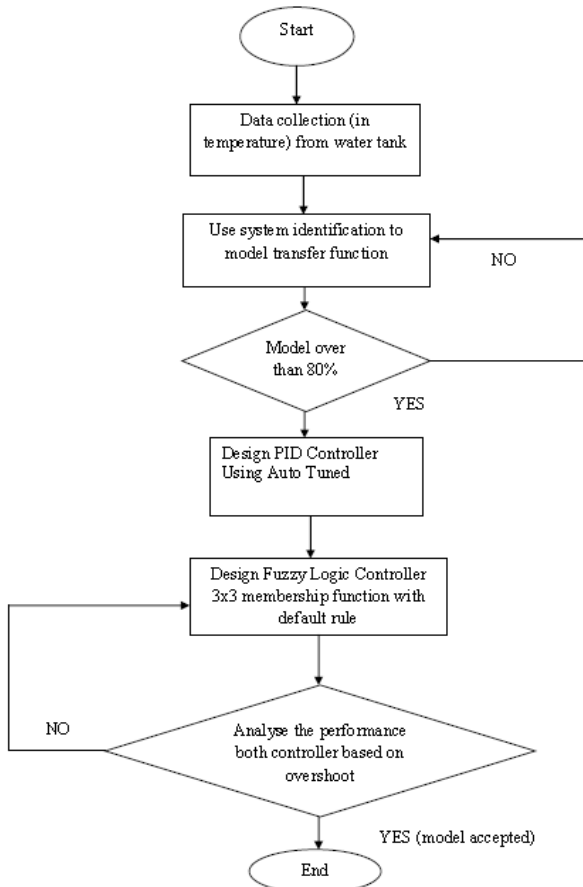 Start
Data collection (in
temperature) from water tank
Use system identification to
model transfer function
NO
Model over
than 80%
YES
Design PID Controller
Using Auto Tuned
Design Fuzzy Logic Controller
3x3 membership function with
default rule
NO
Analyse the performance
both controller based on
overshoot
YES (model accepted)
End